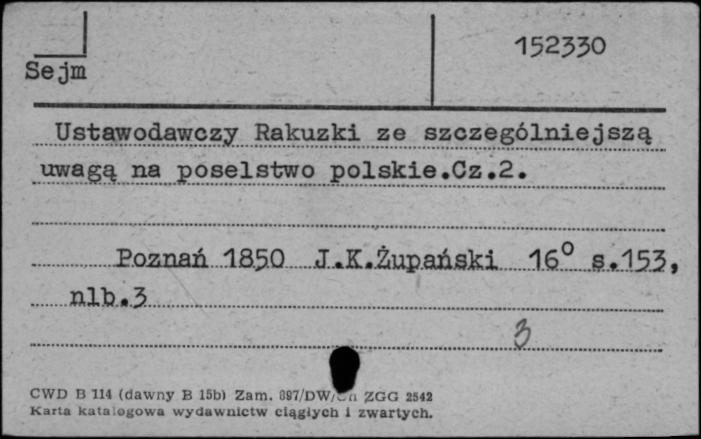 152330
Sejm
Ustawodawczy Rakuzki ze szczególniejszą
uwagą na poselstwo polskie.Cz.2.
Poznań 1850 J.K.Żupański 16° s.153,
nlb.3
3
CWD B 114 (dawny B 15b) Zam. 897/DW/ ZGG 2542
Karta katalogowa wydawnictw ciągłych i zwartych.